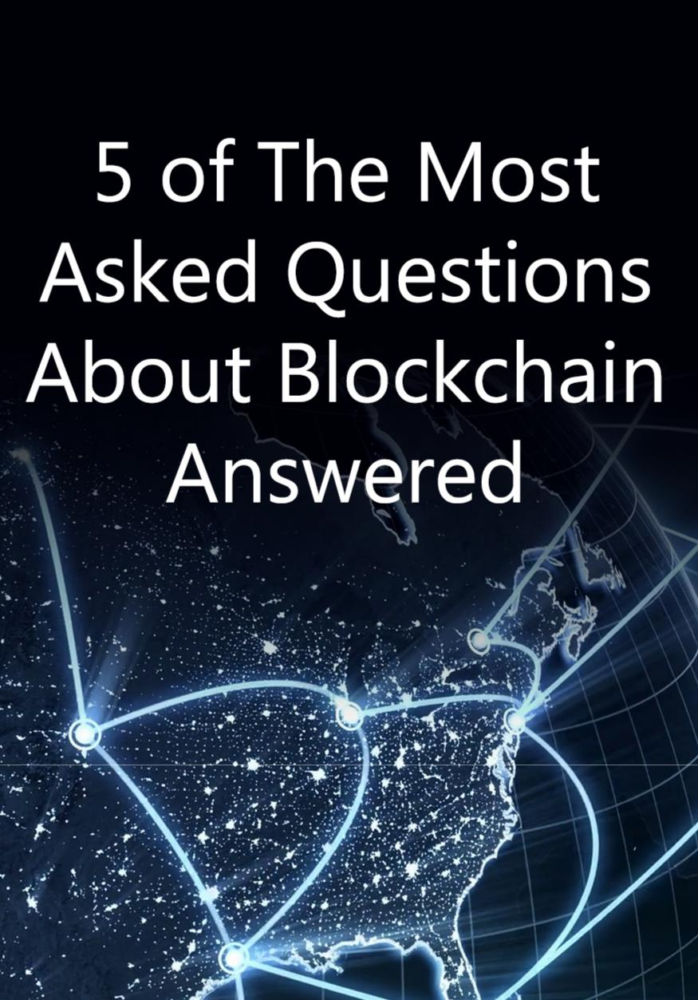 5 of The Most
Asked Questions
About Blockchain
Answered